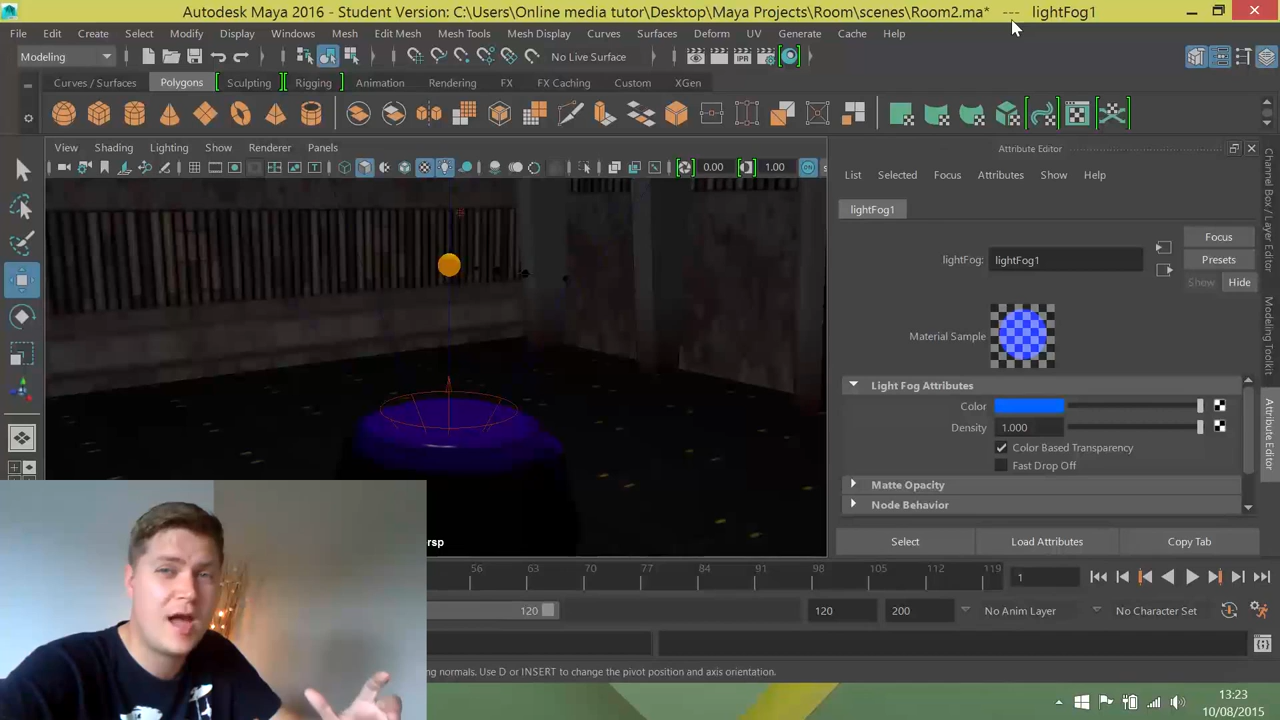 Autodesk Maya 2016 - Student Version: C:\Users\Online media tutor\Desktop\Maya Projects\Room\scenes\Room2.ma* --- lightFog1
File Edit Create Select Modify Display Windows Mesh Edit Mesh Mesh Tools Mesh Display Curves Surfaces Deform UV Generate Cache Help
Modeling No Live Surface
Curves / Surfaces Polygons Sculpting Rigging Animation Rendering FX FX Caching Custom XGen
View Shading Lighting Show Renderer Panels
0.00 1.00
Attribute Editor
List Selected Focus Attributes Show Help
lightFog1
lightFog: lightFog1
Focus
Presets
Show Hide
Material Sample
Light Fog Attributes
Color
Density 1.000
Color Based Transparency
Fast Drop Off
Matte Opacity
Node Behavior
Select Load Attributes Copy Tab
Channel Box / Layer Editor
Modeling Toolkit
Attribute Editor
ersp
56 63 70 77 84 91 98 105 112 119 1
120 120 200 No Anim Layer No Character Set
ng normals. Use D or INSERT to change the pivot position and axis orientation.
13:23
10/08/2015